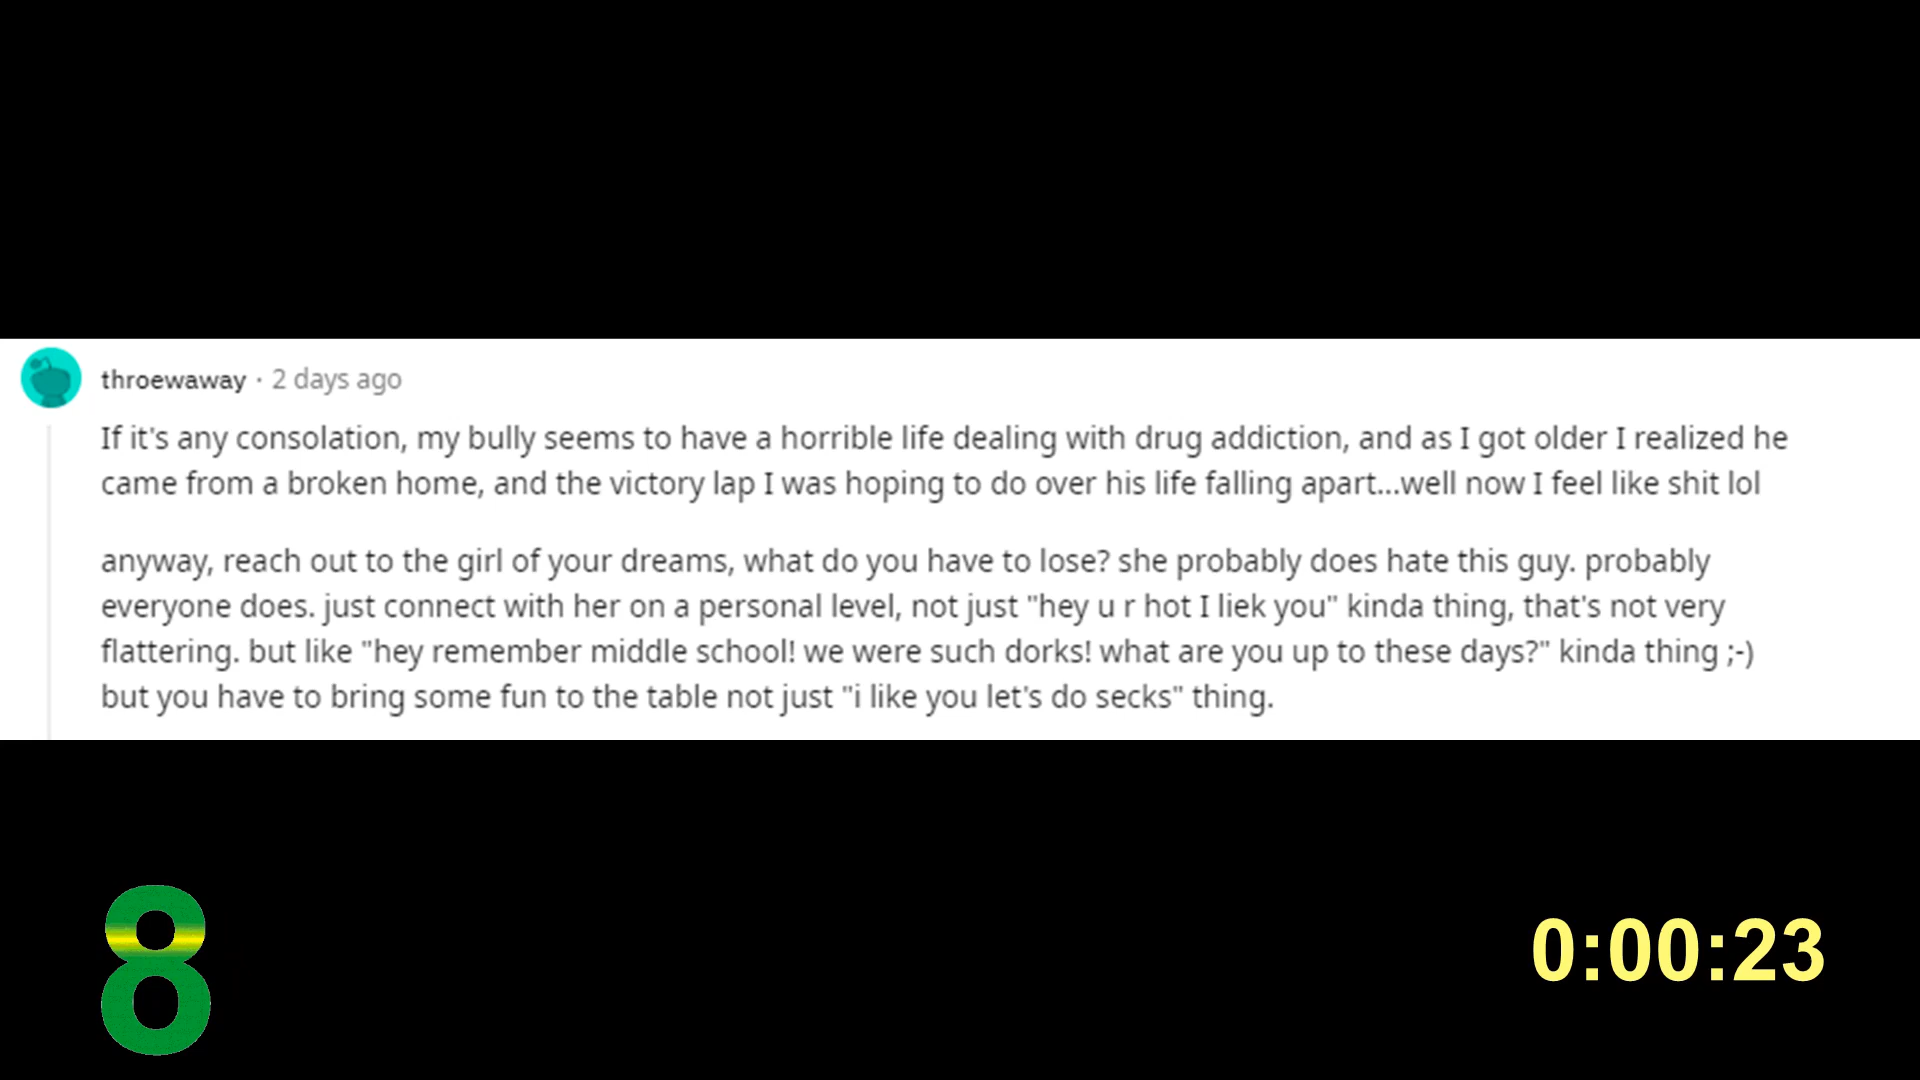 throewaway · 2 days ago
If it's any consolation, my bully seems to have a horrible life dealing with drug addiction, and as I got older I realized he
came from a broken home, and the victory lap I was hoping to do over his life falling apart...well now I feel like shit lol
anyway, reach out to the girl of your dreams, what do you have to lose? she probably does hate this guy. probably
everyone does. just connect with her on a personal level, not just "hey u r hot I liek you" kinda thing, that's not very
flattering. but like "hey remember middle school! we were such dorks! what are you up to these days?" kinda thing ;-)
but you have to bring some fun to the table not just "i like you let's do secks" thing.
8
0:00:23